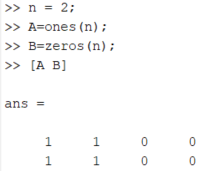 >> n = 2;
>> A=ones(n);
>> B=zeros(n);
>> [A B]
ans =
1 1 0 0
1 1 0 0